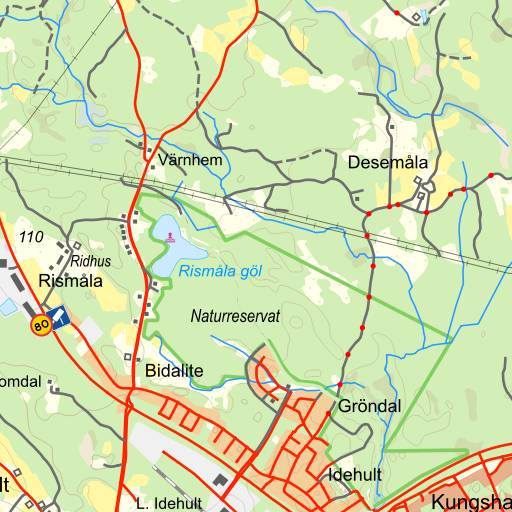 Värnhem
Desemåla
110
Ridhus
Rismåla göl
Rismåla
Naturreservat
80
Bidalite
omdal
Gröndal
Idehult
lt
L. Idehult
Kungsha